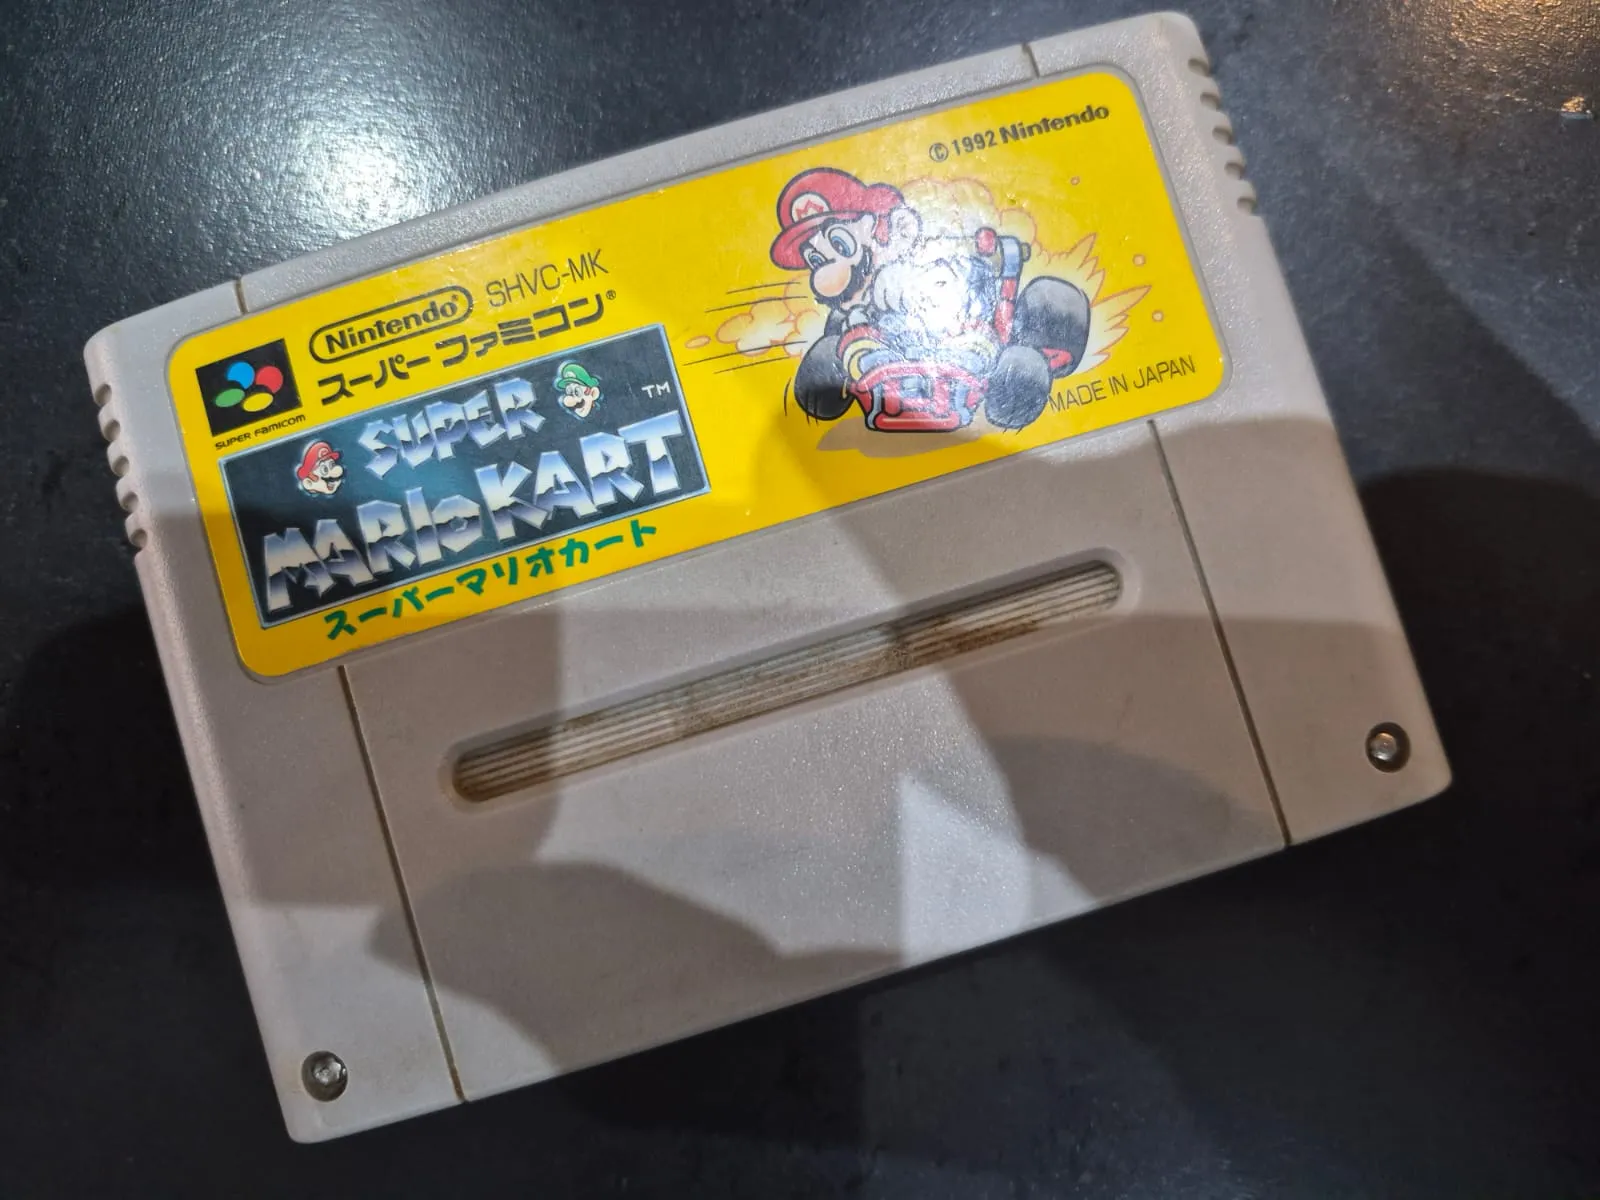 © 1992 Nintendo
Nintendo® SHVC-MK
スーパーファミコン®
SUPER FAMICOM
SUPER
MARIO KART TM
スーパーマリオカート
MADE IN JAPAN